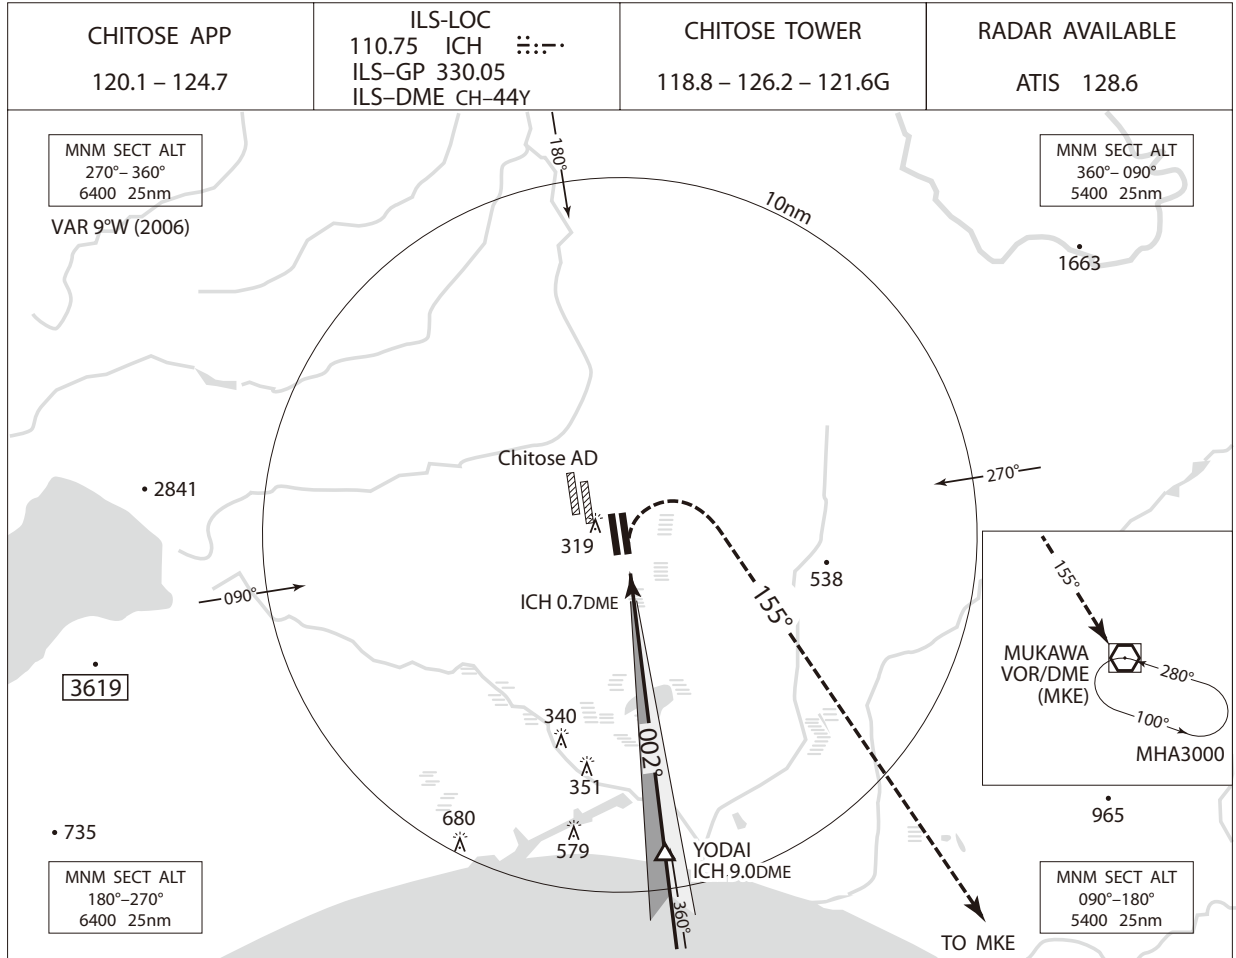 CHITOSE APP
120.1 – 124.7
ILS-LOC
110.75 ICH
ILS–GP 330.05
ILS–DME CH–44Y
CHITOSE TOWER
118.8 – 126.2 – 121.6G
RADAR AVAILABLE
ATIS 128.6
MNM SECT ALT
270°– 360°
6400 25nm
VAR 9°W (2006)
180°
10nm
MNM SECT ALT
360°– 090°
5400 25nm
1663
Chitose AD
2841
319
270°
538
090°
ICH 0.7DME
155°
155°
MUKAWA
VOR/DME
(MKE)
280°
100°
MHA3000
3619
340
002°
351
680
579
735
965
YODAI
ICH 9.0DME
360°
MNM SECT ALT
180°–270°
6400 25nm
MNM SECT ALT
090°–180°
5400 25nm
TO MKE